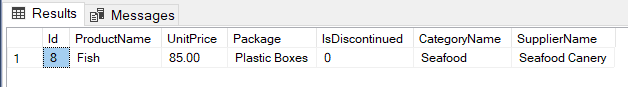 Results Messages
Id ProductName UnitPrice Package IsDiscontinued CategoryName SupplierName
1 8 Fish 85.00 Plastic Boxes 0 Seafood Seafood Canery